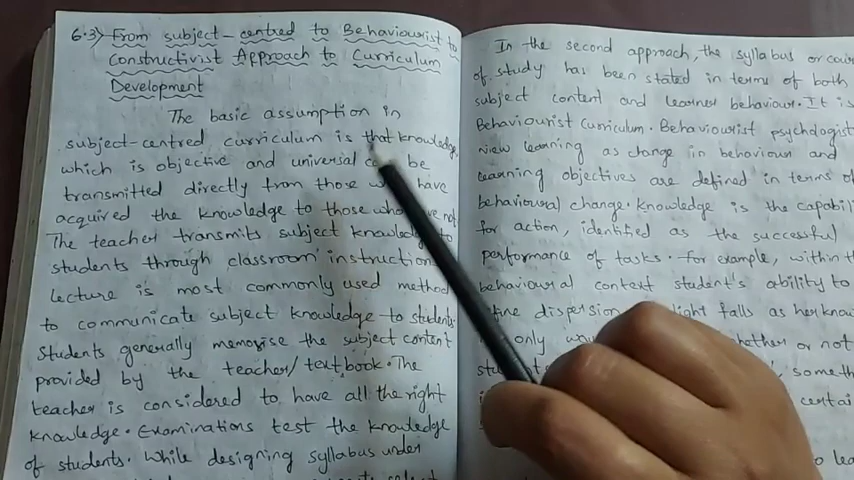 6.3) From subject-centred to Behaviourist to
Constructivist Approach to Curriculum
Development
The basic assumption in
subject-centred curriculum is that knowledge,
which is objective and universal be
transmitted directly from those have
acquired the knowledge to those who not.
The teacher transmits subject knowledge to
students through classroom instruction
Lecture is most commonly used method
to communicate subject knowledge to students.
Students generally memorise the subject content
provided by the teacher/textbook. The
teacher is considered to have all the right
knowledge. Examinations test the knowledge
of students. While designing syllabus under
In the second approach, the syllabus or
of study has been stated in terms of both
subject content and learner behaviour. It is
Behaviourist Curriculum. Behaviourist psychologist
view learning as change in behaviour and
learning objectives are defined in terms of
behavioural change. Knowledge is the
for action, identified as the successful
performance of tasks. For example, within
behavioural context student's ability to
dispersion light falls as her
only whether or not
someth
certai